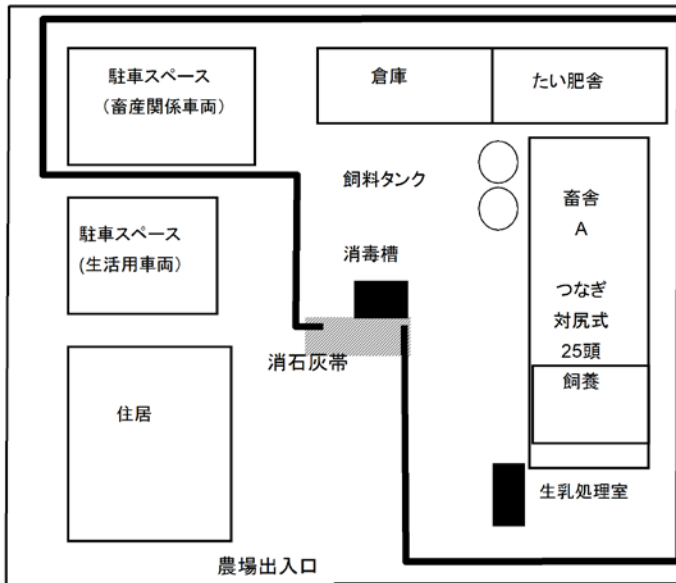 駐車スペース
（畜産関係車両）
倉庫
たい肥舎
飼料タンク
畜舎
A
つなぎ
対尻式
25頭
飼養
駐車スペース
(生活用車両）
消毒槽
消石灰帯
住居
生乳処理室
農場出入口